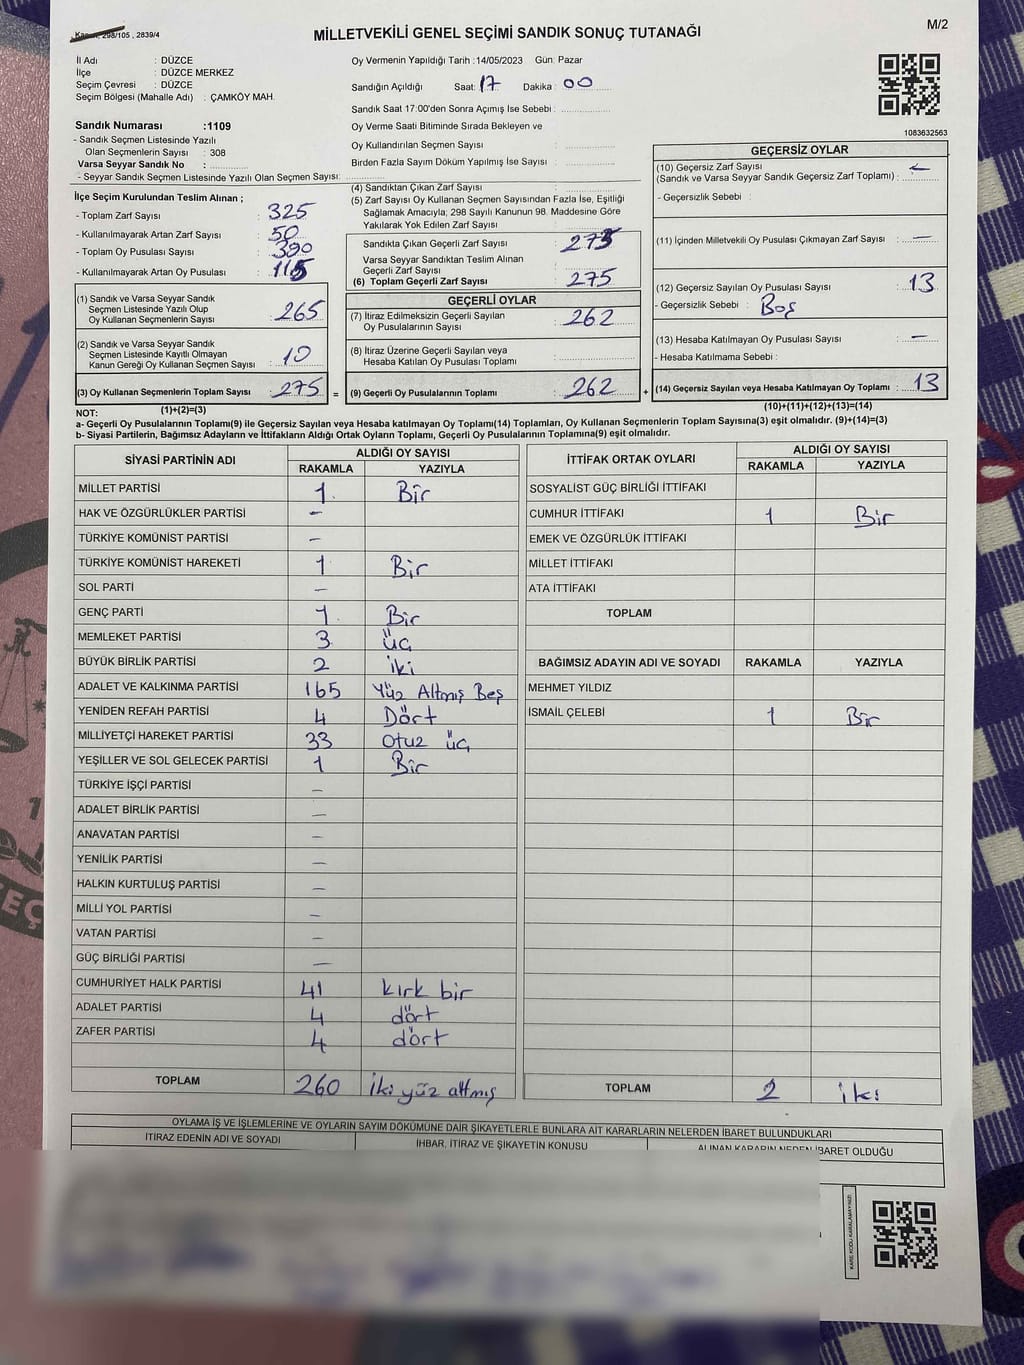 M/2
Kanun, 298/105 , 2839/4
MİLLETVEKİLİ GENEL SEÇİMİ SANDIK SONUÇ TUTANAĞI
İl Adı : DÜZCE
İlçe : DÜZCE MERKEZ
Seçim Çevresi : DÜZCE
Seçim Bölgesi (Mahalle Adı) : ÇAMKÖY MAH.
Sandık Numarası :1109
- Sandık Seçmen Listesinde Yazılı
Olan Seçmenlerin Sayısı : 308
Varsa Seyyar Sandık No :
- Seyyar Sandık Seçmen Listesinde Yazılı Olan Seçmen Sayısı:
Oy Vermenin Yapıldığı Tarih :14/05/2023 Gün: Pazar
Sandığın Açıldığı Saat: 17 Dakika : 00
Sandık Saat 17:00'den Sonra Açımış İse Sebebi :
Oy Verme Saati Bitiminde Sırada Bekleyen ve
Oy Kullandırılan Seçmen Sayısı :
Birden Fazla Sayım Döküm Yapılmış İse Sayısı :
1083632563
İlçe Seçim Kurulundan Teslim Alınan ;
- Toplam Zarf Sayısı : 325
- Kullanılmayarak Artan Zarf Sayısı : 50
- Toplam Oy Pusulası Sayısı : 390
- Kullanılmayarak Artan Oy Pusulası : 115
(1) Sandık ve Varsa Seyyar Sandık
Seçmen Listesinde Yazılı Olup
Oy Kullanan Seçmenlerin Sayısı : 265
(2) Sandık ve Varsa Seyyar Sandık
Seçmen Listesinde Kayıtlı Olmayan
Kanun Gereği Oy Kullanan Seçmen Sayısı : 10
(3) Oy Kullanan Seçmenlerin Toplam Sayısı : 275 =
(1)+(2)=(3)
(4) Sandıktan Çıkan Zarf Sayısı :
(5) Zarf Sayısı Oy Kullanan Seçmen Sayısından Fazla İse, Eşitliği
Sağlamak Amacıyla, 298 Sayılı Kanunun 98. Maddesine Göre
Yakılarak Yok Edilen Zarf Sayısı :
Sandıkta Çıkan Geçerli Zarf Sayısı : 275
Varsa Seyyar Sandıktan Teslim Alınan
Geçerli Zarf Sayısı :
(6) Toplam Geçerli Zarf Sayısı : 275
GEÇERLİ OYLAR
(7) İtiraz Edilmeksizin Geçerli Sayılan
Oy Pusulalarının Sayısı : 262
(8) İtiraz Üzerine Geçerli Sayılan veya
Hesaba Katılan Oy Pusulası Toplamı :
(9) Geçerli Oy Pusulalarının Toplamı : 262 +
GEÇERSİZ OYLAR
(10) Geçersiz Zarf Sayısı
(Sandık ve Varsa Seyyar Sandık Geçersiz Zarf Toplamı) : -
- Geçersizlik Sebebi :
(11) İçinden Milletvekili Oy Pusulası Çıkmayan Zarf Sayısı : -
(12) Geçersiz Sayılan Oy Pusulası Sayısı : 13
- Geçersizlik Sebebi : Boş
(13) Hesaba Katılmayan Oy Pusulası Sayısı : -
- Hesaba Katılmama Sebebi :
(14) Geçersiz Sayılan veya Hesaba Katılmayan Oy Toplamı : 13
(10)+(11)+(12)+(13)=(14)
NOT:
a- Geçerli Oy Pusulaları Toplamı(9) ile Geçersiz Sayılan veya Hesaba katılmayan Oy Toplamı(14) Toplamları, Oy Kullanan Seçmenlerin Toplam Sayısına(3) eşit olmalıdır. (9)+(14)=(3)
b- Siyasi Partilerin, Bağımsız Adayların ve İttifakların Aldığı Ortak Oyların Toplamı, Geçerli Oy Pusulalarının Toplamına(9) eşit olmalıdır.
SİYASİ PARTİNİN ADI ALDIĞI OY SAYISI
RAKAMLA YAZIYLA
MİLLET PARTİSİ 1 Bir
HAK VE ÖZGÜRLÜKLER PARTİSİ -
TÜRKİYE KOMÜNİST PARTİSİ -
TÜRKİYE KOMÜNİST HAREKETİ 1 Bir
SOL PARTİ -
GENÇ PARTİ 1 Bir
MEMLEKET PARTİSİ 3 üç
BÜYÜK BİRLİK PARTİSİ 2 iki
ADALET VE KALKINMA PARTİSİ 165 Yüz Altmış Beş
YENİDEN REFAH PARTİSİ 4 Dört
MİLLİYETÇİ HAREKET PARTİSİ 33 Otuz üç
YEŞİLLER VE SOL GELECEK PARTİSİ 1 Bir
TÜRKİYE İŞÇİ PARTİSİ -
ADALET BİRLİK PARTİSİ -
ANAVATAN PARTİSİ -
YENİLİK PARTİSİ -
HALKIN KURTULUŞ PARTİSİ -
MİLLİ YOL PARTİSİ -
VATAN PARTİSİ -
GÜÇ BİRLİĞİ PARTİSİ -
CUMHURİYET HALK PARTİSİ 41 kırk bir
ADALET PARTİSİ 4 dört
ZAFER PARTİSİ 4 dört
TOPLAM 260 iki yüz altmış
İTTİFAK ORTAK OYLARI ALDIĞI OY SAYISI
RAKAMLA YAZIYLA
SOSYALİST GÜÇ BİRLİĞİ İTTİFAKI
CUMHUR İTTİFAKI 1 Bir
EMEK VE ÖZGÜRLÜK İTTİFAKI
MİLLET İTTİFAKI
ATA İTTİFAKI
TOPLAM
BAĞIMSIZ ADAYIN ADI VE SOYADI RAKAMLA YAZIYLA
MEHMET YILDIZ
İSMAİL ÇELEBİ 1 Bir
TOPLAM 2 iki
OYLAMA İŞ VE İŞLEMLERİNE VE OYLARIN SAYIM DÖKÜMÜNE DAİR ŞİKAYETLERLE BUNLARA AİT KARARLARIN NELERDEN İBARET BULUNDUKLARI
İTİRAZ EDENİN ADI VE SOYADI İHBAR, İTİRAZ VE ŞİKAYETİN KONUSU ALINAN KARARIN NEDEN İBARET OLDUĞU
KARE KODU KARALAMAYINIZ!